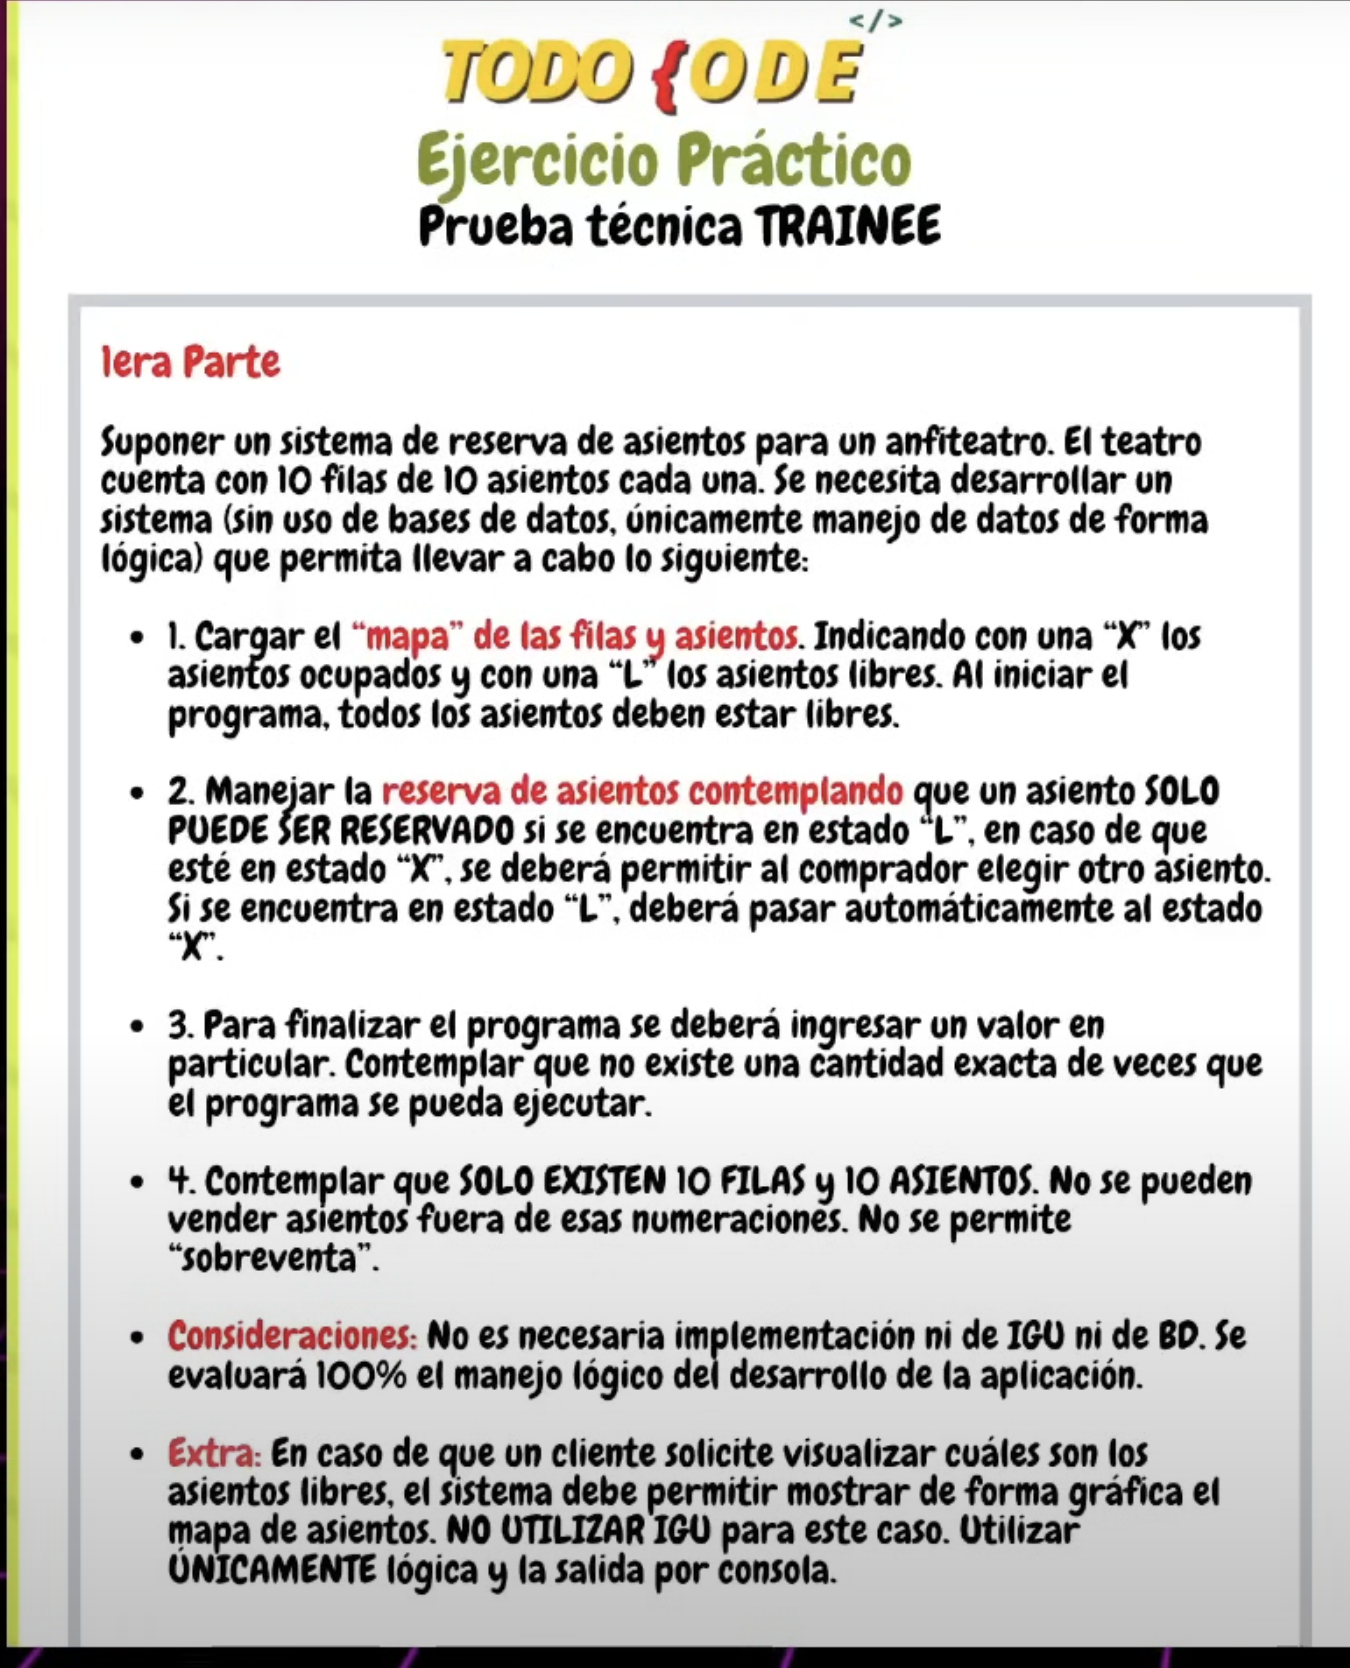 </>
TODO {ODE
Ejercicio Práctico
Prueba técnica TRAINEE
1era Parte
Suponer un sistema de reserva de asientos para un anfiteatro. El teatro
cuenta con 10 filas de 10 asientos cada una. Se necesita desarrollar un
sistema (sin uso de bases de datos, únicamente manejo de datos de forma
lógica) que permita llevar a cabo lo siguiente:
• 1. Cargar el “mapa” de las filas y asientos. Indicando con una “X” los
asientos ocupados y con una “L” los asientos libres. Al iniciar el
programa, todos los asientos deben estar libres.
• 2. Manejar la reserva de asientos contemplando que un asiento SOLO
PUEDE SER RESERVADO si se encuentra en estado “L”, en caso de que
esté en estado “X”, se deberá permitir al comprador elegir otro asiento.
Si se encuentra en estado “L”, deberá pasar automáticamente al estado
“X”.
• 3. Para finalizar el programa se deberá ingresar un valor en
particular. Contemplar que no existe una cantidad exacta de veces que
el programa se pueda ejecutar.
• 4. Contemplar que SOLO EXISTEN 10 FILAS y 10 ASIENTOS. No se pueden
vender asientos fuera de esas numeraciones. No se permite
“sobreventa”.
• Consideraciones: No es necesaria implementación ni de IGU ni de BD. Se
evaluará 100% el manejo lógico del desarrollo de la aplicación.
• Extra: En caso de que un cliente solicite visualizar cuáles son los
asientos libres, el sistema debe permitir mostrar de forma gráfica el
mapa de asientos. NO UTILIZAR IGU para este caso. Utilizar
ÚNICAMENTE lógica y la salida por consola.